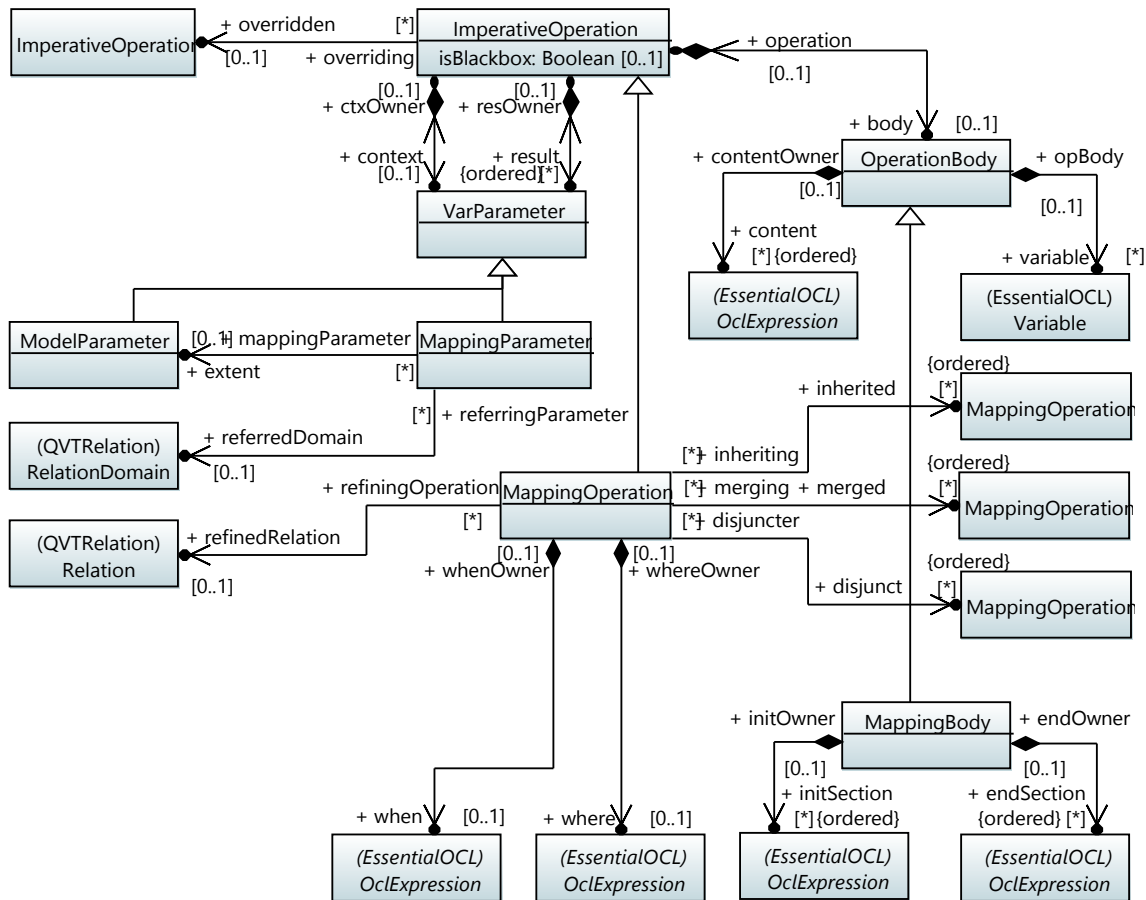 + overridden
[*]
ImperativeOperation
+ operation
ImperativeOperation
[0..1]
+ overriding
isBlackbox: Boolean [0..1]
[0..1]
[0..1]
[0..1]
+ ctxOwner
+ resOwner
+ body
[0..1]
+ context
[0..1]
+ result
{ordered}
[*]
+ contentOwner
[0..1]
OperationBody
+ opBody
[0..1]
VarParameter
+ content
[*]
{ordered}
+ variable
[*]
(EssentialOCL)
OclExpression
(EssentialOCL)
Variable
ModelParameter
[0..1]
+ mappingParameter
+ extent
[*]
MappingParameter
{ordered}
+ inherited
[*]
MappingOperation
[*]
+ referringParameter
(QVTRelation)
RelationDomain
+ referredDomain
[0..1]
[*]
+ inheriting
{ordered}
+ refiningOperation
[*]
MappingOperation
[*]
+ merging
+ merged
[*]
MappingOperation
[*]
+ disjuncter
(QVTRelation)
Relation
+ refinedRelation
[0..1]
[0..1]
+ whenOwner
[0..1]
+ whereOwner
{ordered}
+ disjunct
[*]
MappingOperation
+ initOwner
[0..1]
MappingBody
+ endOwner
[0..1]
+ when
[0..1]
+ where
[0..1]
+ initSection
[*]
{ordered}
+ endSection
{ordered}
[*]
(EssentialOCL)
OclExpression
(EssentialOCL)
OclExpression
(EssentialOCL)
OclExpression
(EssentialOCL)
OclExpression